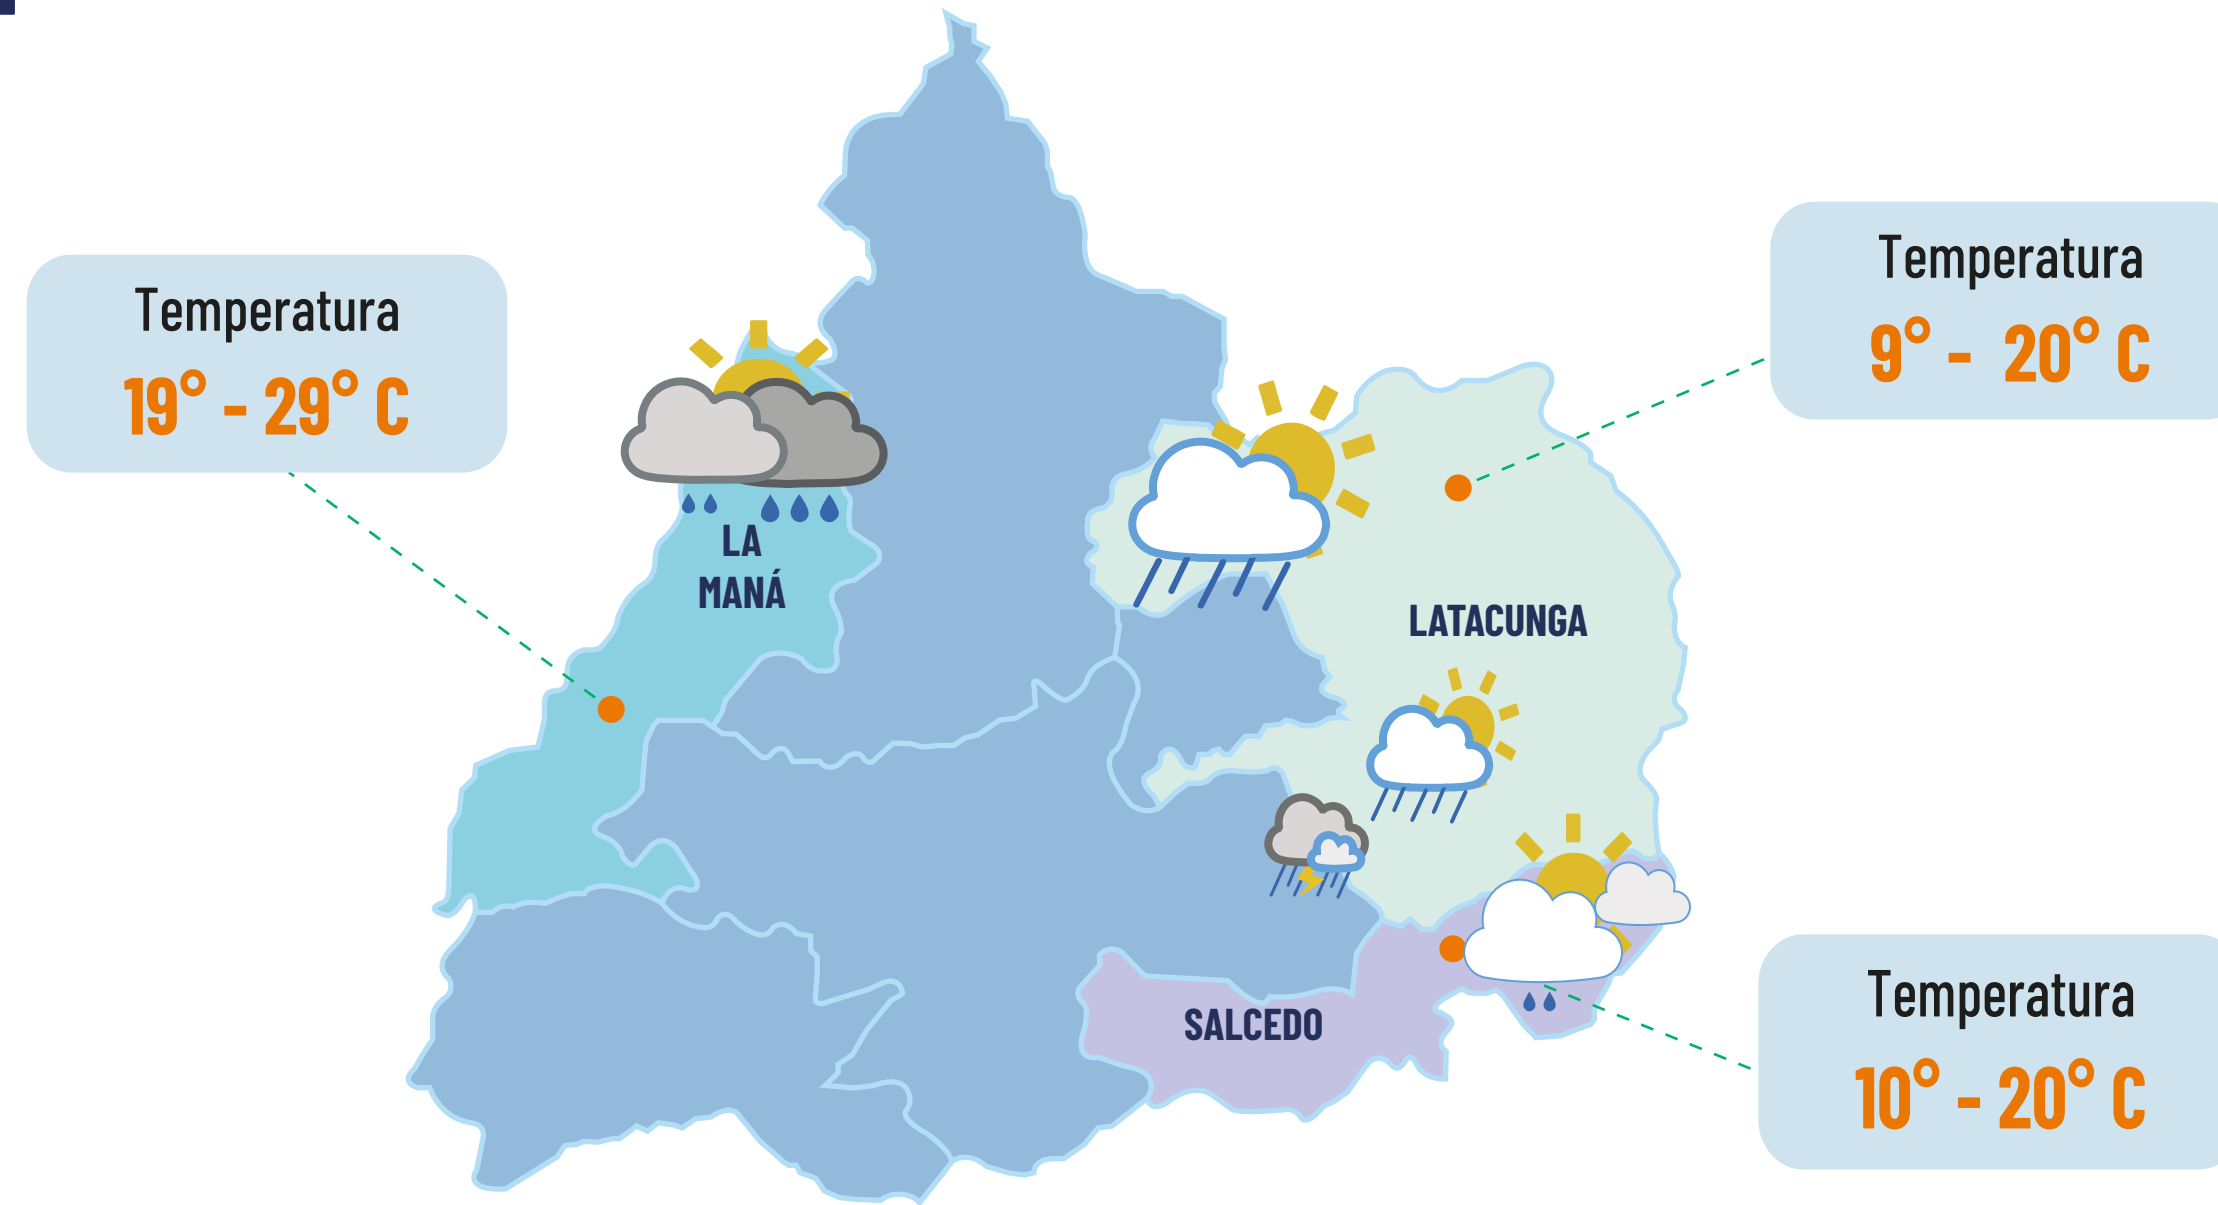 Temperatura
9° - 20° C
Temperatura
19° - 29° C
LA
MANÁ
LATACUNGA
Temperatura
10° - 20° C
SALCEDO